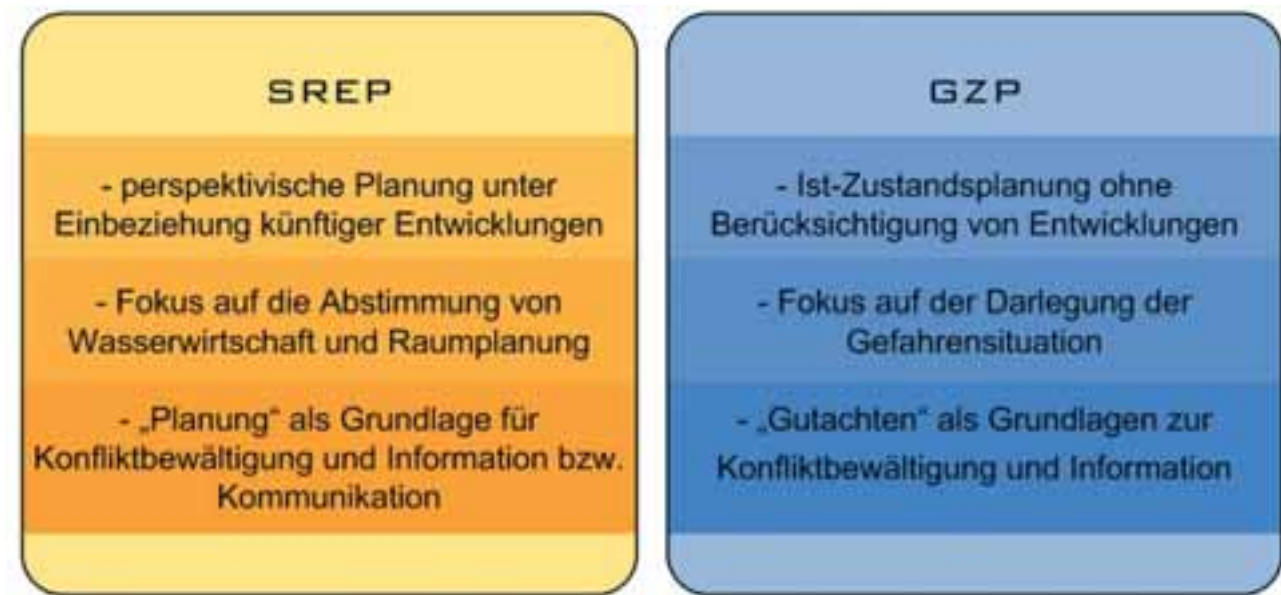 SREP
- perspektivische Planung unter
Einbeziehung künftiger Entwicklungen
- Fokus auf die Abstimmung von
Wasserwirtschaft und Raumplanung
- „Planung“ als Grundlage für
Konfliktbewältigung und Information bzw.
Kommunikation
GZP
- Ist-Zustandsplanung ohne
Berücksichtigung von Entwicklungen
- Fokus auf der Darlegung der
Gefahrensituation
- „Gutachten“ als Grundlagen zur
Konfliktbewältigung und Information